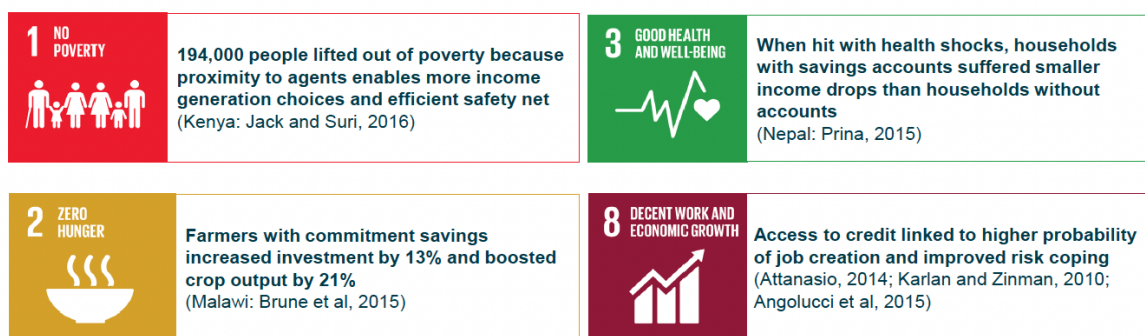 1 NO
POVERTY
194,000 people lifted out of poverty because
proximity to agents enables more income
generation choices and efficient safety net
(Kenya: Jack and Suri, 2016)
3 GOOD HEALTH
AND WELL-BEING
When hit with health shocks, households
with savings accounts suffered smaller
income drops than households without
accounts
(Nepal: Prina, 2015)
2 ZERO
HUNGER
Farmers with commitment savings
increased investment by 13% and boosted
crop output by 21%
(Malawi: Brune et al, 2015)
8 DECENT WORK AND
ECONOMIC GROWTH
Access to credit linked to higher probability
of job creation and improved risk coping
(Attanasio, 2014; Karlan and Zinman, 2010;
Angolucci et al, 2015)